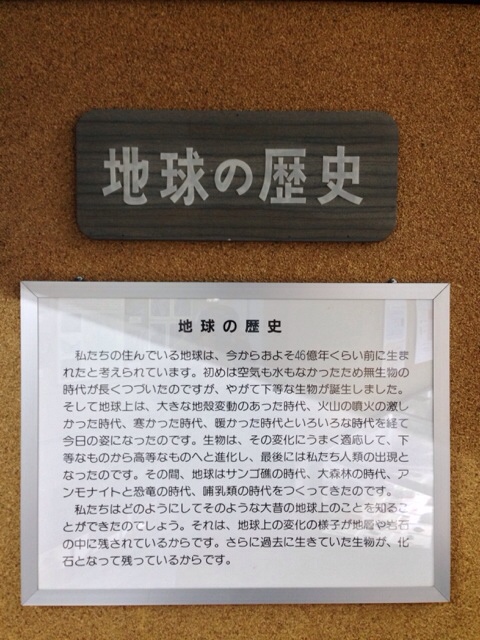 地球の歴史
地球の歴史
私たちの住んでいる地球は、今からおよそ46億年くらい前に生ま
れたと考えられています。初めは空気も水もなかったため無生物の
時代が長くつづいたのですが、やがて下等な生物が誕生しました。
そして地球上は、大きな地殻変動のあった時代、火山の噴火の激し
かった時代、寒かった時代、暖かった時代といろいろな時代を経て
今日の姿になったのです。生物は、その変化にうまく適応して、下
等なものから高等なものへと進化し、最後には私たち人類の出現と
なったのです。その間、地球はサンゴ礁の時代、大森林の時代、ア
ンモナイトと恐竜の時代、哺乳類の時代をつくってきたのです。
私たちはどのようにしてそのような大昔の地球上のことを知るこ
とができたのでしょう。それは、地球上の変化の様子が地層や岩石
の中に残されているからです。さらに過去に生きていた生物が、化
石となって残っているからです。